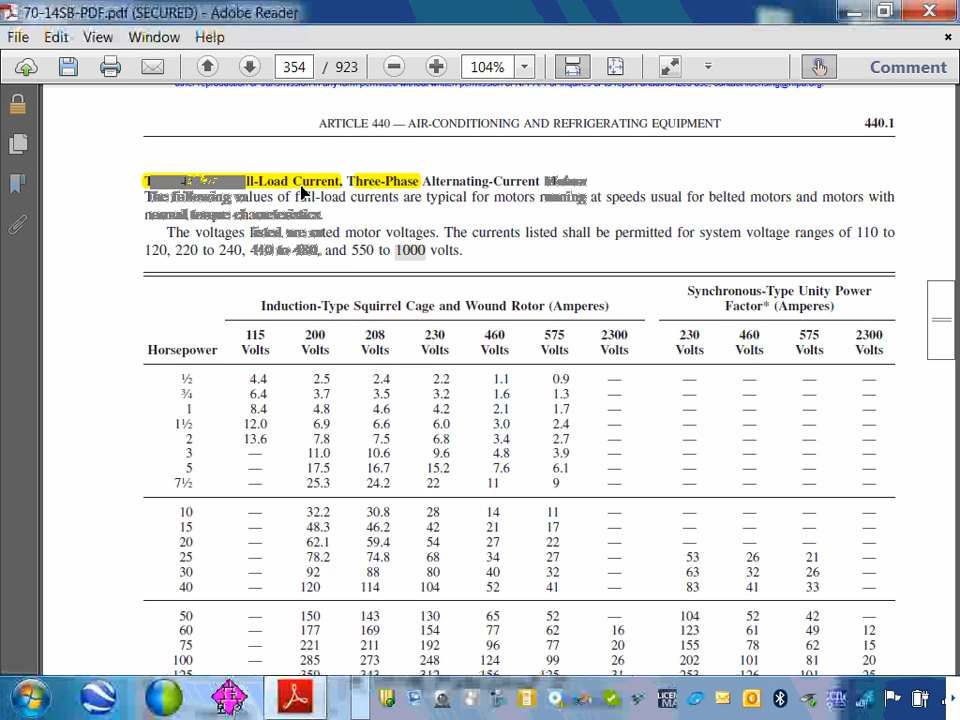 70-14SB-PDF.pdf (SECURED) - Adobe Reader
File Edit View Window Help
354 / 923 104% Comment
ARTICLE 440 — AIR-CONDITIONING AND REFRIGERATING EQUIPMENT 440.1
ll-Load Current, Three-Phase Alternating-Current
The following values of full-load currents are typical for motors running at speeds usual for belted motors and motors with
normal torque characteristics.
The voltages listed are rated motor voltages. The currents listed shall be permitted for system voltage ranges of 110 to
120, 220 to 240, 440 to 480, and 550 to 1000 volts.
Induction-Type Squirrel Cage and Wound Rotor (Amperes) Synchronous-Type Unity Power Factor* (Amperes)
Horsepower 115 Volts 200 Volts 208 Volts 230 Volts 460 Volts 575 Volts 2300 Volts 230 Volts 460 Volts 575 Volts 2300 Volts
½ 4.4 2.5 2.4 2.2 1.1 0.9 — — — — —
¾ 6.4 3.7 3.5 3.2 1.6 1.3 — — — — —
1 8.4 4.8 4.6 4.2 2.1 1.7 — — — — —
1½ 12.0 6.9 6.6 6.0 3.0 2.4 — — — — —
2 13.6 7.8 7.5 6.8 3.4 2.7 — — — — —
3 — 11.0 10.6 9.6 4.8 3.9 — — — — —
5 — 17.5 16.7 15.2 7.6 6.1 — — — — —
7½ — 25.3 24.2 22 11 9 — — — — —
10 — 32.2 30.8 28 14 11 — — — — —
15 — 48.3 46.2 42 21 17 — — — — —
20 — 62.1 59.4 54 27 22 — — — — —
25 — 78.2 74.8 68 34 27 — 53 26 21 —
30 — 92 88 80 40 32 — 63 32 26 —
40 — 120 114 104 52 41 — 83 41 33 —
50 — 150 143 130 65 52 — 104 52 42 —
60 — 177 169 154 77 62 16 123 61 49 12
75 — 221 211 192 96 77 20 155 78 62 15
100 — 285 273 248 124 99 26 202 101 81 20